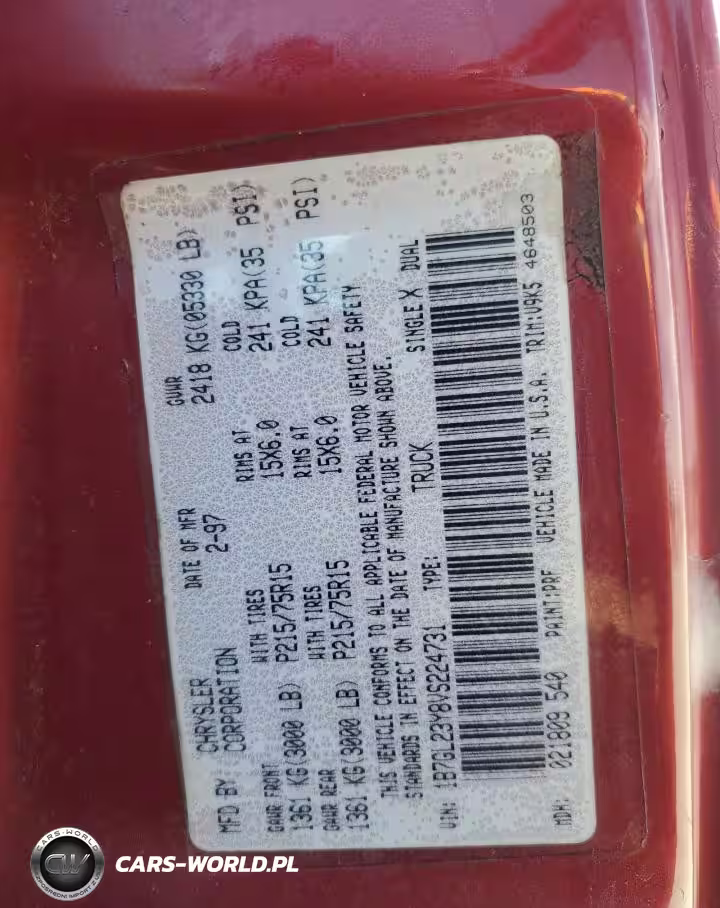 MFD BY CHRYSLER CORPORATION DATE OF MFR 2-97 GVWR 2418 KG(05330 LB)
GAWR FRONT WITH TIRES RIMS AT COLD
1361 KG(3000 LB) P215/75R15 15X6.0 241 KPA(35 PSI)
GAWR REAR WITH TIRES RIMS AT COLD
1361 KG(3000 LB) P215/75R15 15X6.0 241 KPA(35 PSI)
THIS VEHICLE CONFORMS TO ALL APPLICABLE FEDERAL MOTOR VEHICLE SAFETY
STANDARDS IN EFFECT ON THE DATE OF MANUFACTURE SHOWN ABOVE.
VIN: 1B7GL23Y8VS224731 TYPE: TRUCK SINGLE X DUAL
MDH: 021809 540 PAINT:PRF VEHICLE MADE IN U.S.A. TRIM:V9K5 4648503
CARS-WORLD
CW
CARS-WORLD.PL